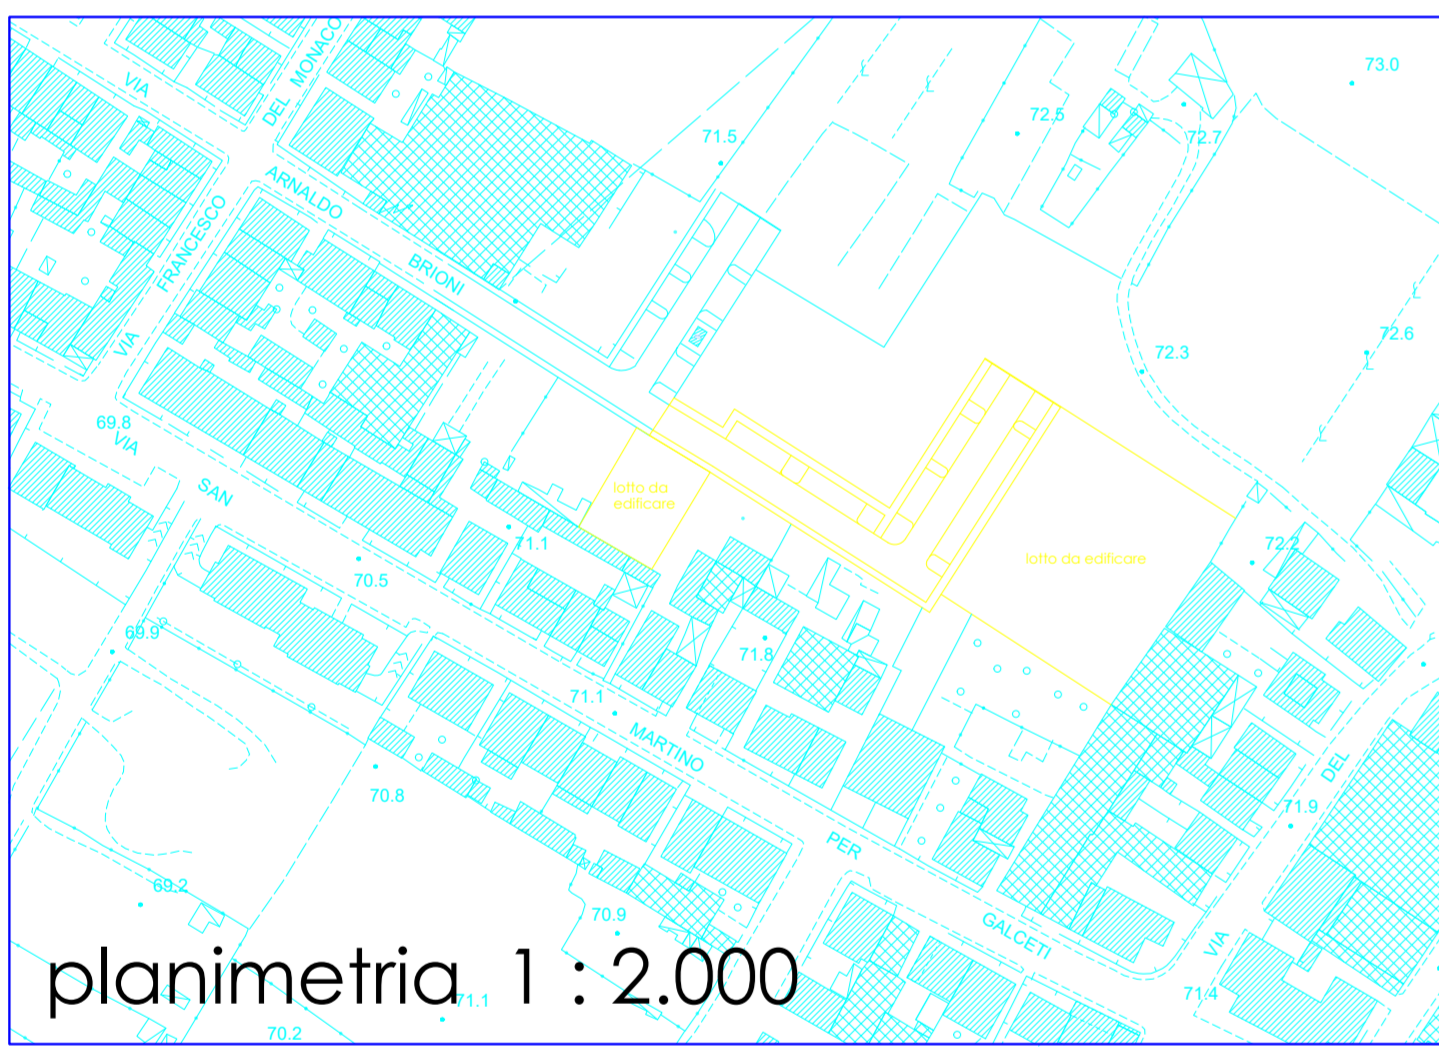 VIA
DEL MONACO
73.0
72.5
71.5
72.7
ARNALDO
FRANCESCO
BRIONI
VIA
72.6
72.3
69.8
VIA
SAN
lotto da
edificare
71.1
70.5
72.2
lotto da edificare
69.9
71.8
71.1
MARTINO
DEL
70.8
71.9
PER
69.2
70.9
GALCETI
VIA
planimetria 1 : 2.000
71.1
71.4
70.2